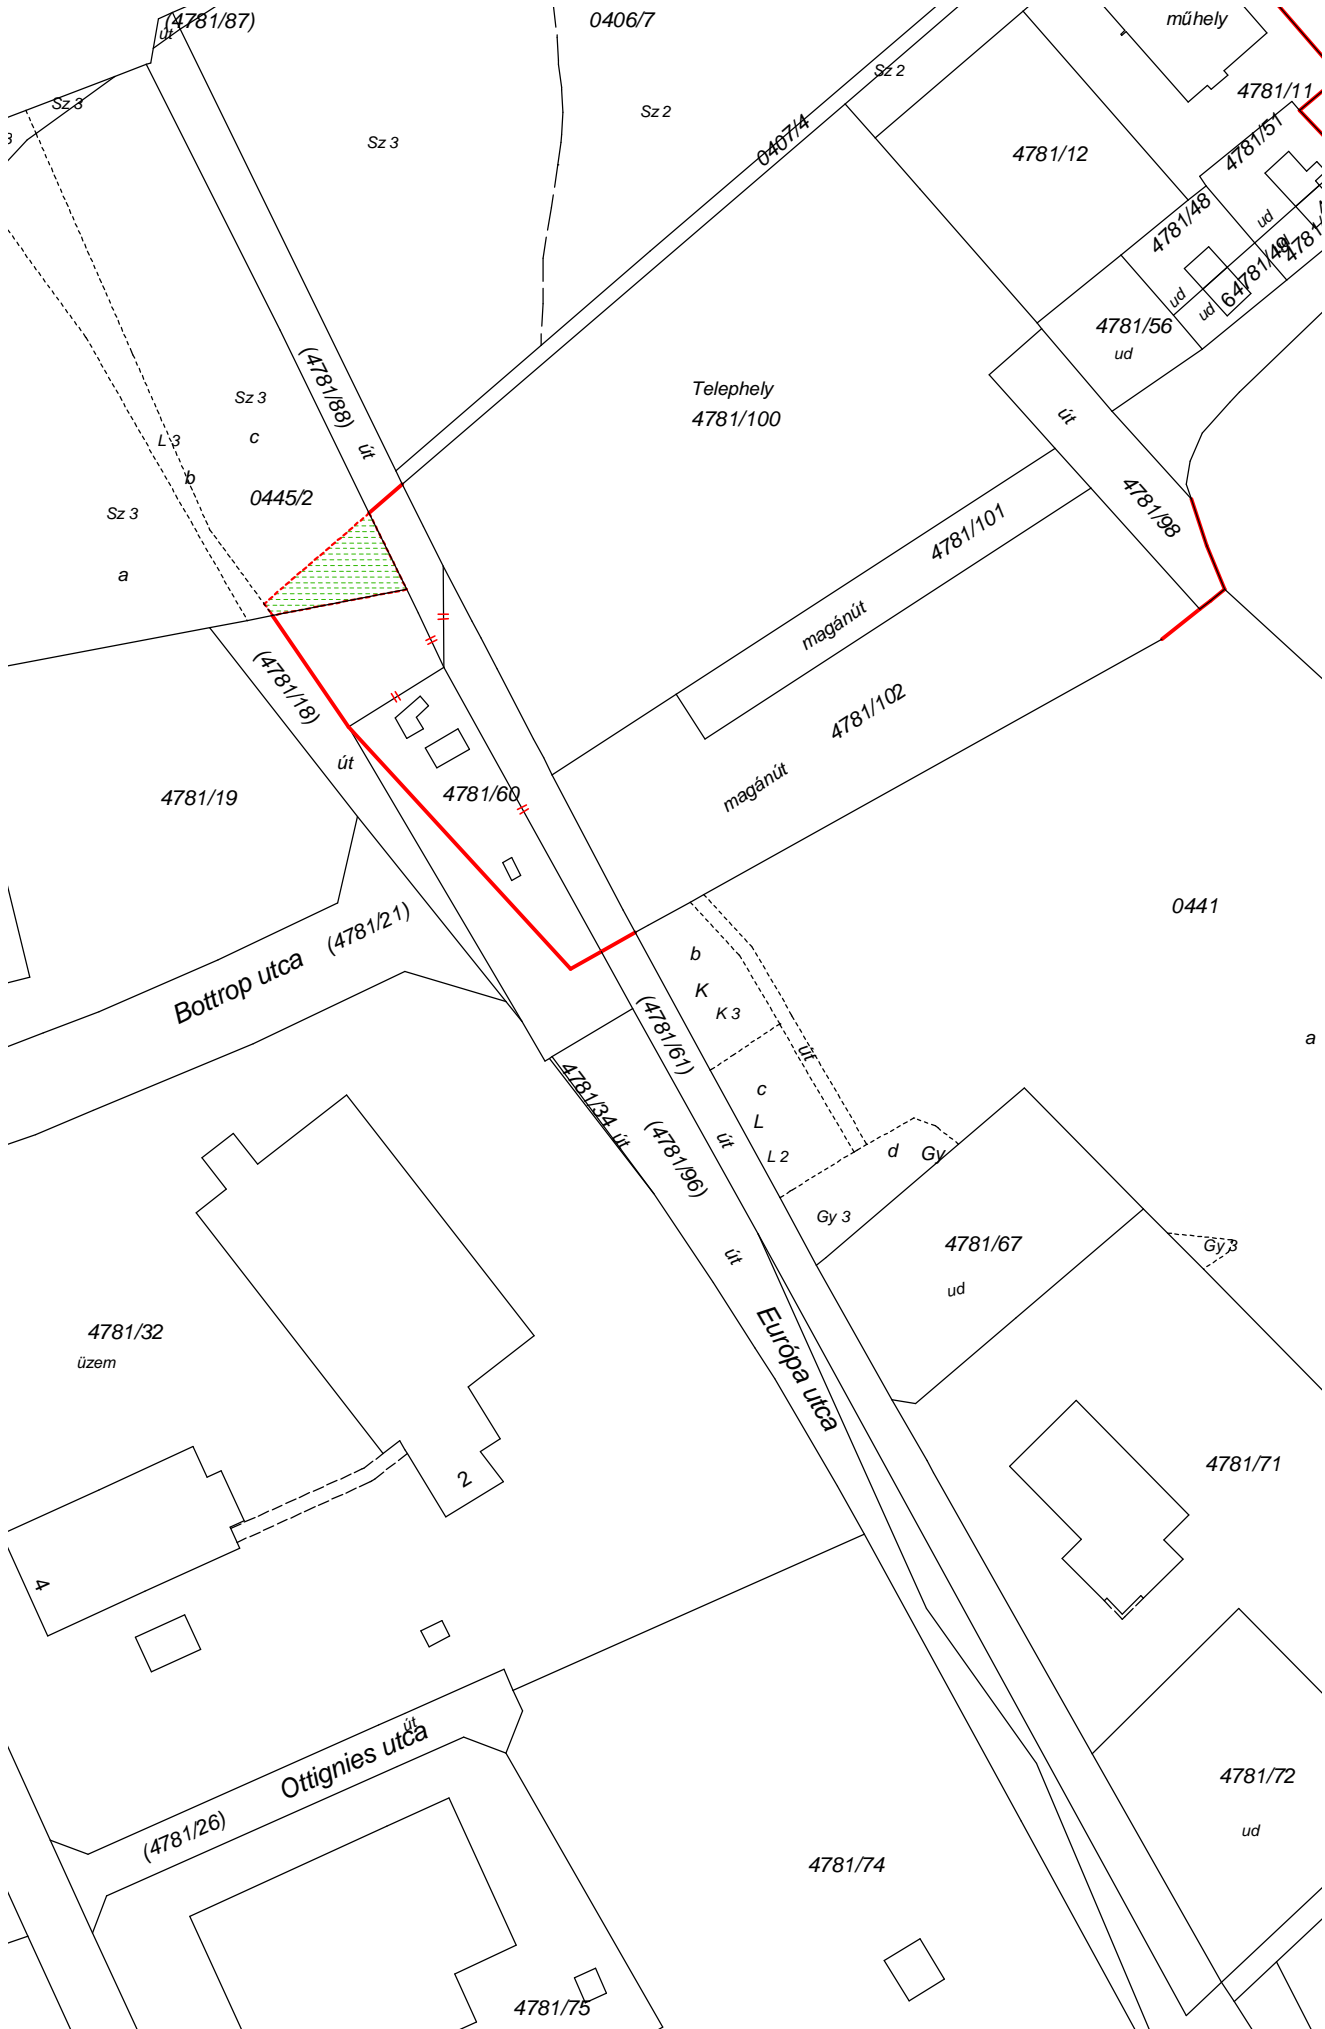 (4781/87)
út
0406/7
műhely
Sz 3
Sz 3
Sz 2
Sz 2
0407/4
4781/11
4781/51
4781/12
4781/48
ud
4781/49
ud
6
ud
4781/56
ud
(4781/88)
út
Telephely
4781/100
Sz 3
c
L 3
b
0445/2
Sz 3
a
út
4781/98
4781/101
magánút
4781/102
magánút
(4781/18)
út
4781/19
4781/60
0441
a
(4781/21)
Bottrop utca
b
K
K 3
(4781/61)
út
út
c
L
L 2
4781/34
út
(4781/96)
út
d
Gy
Gy 3
4781/67
ud
Gy 3
Európa utca
4781/32
üzem
2
4
4781/71
út
Ottignies utca
(4781/26)
4781/72
ud
4781/74
4781/75